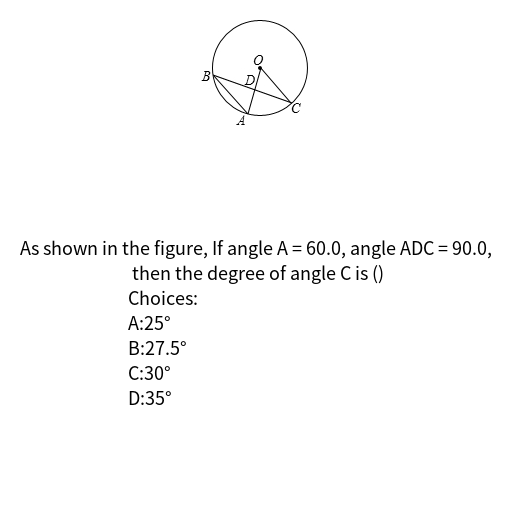 O
B
D
C
A
As shown in the figure, If angle A = 60.0, angle ADC = 90.0,
then the degree of angle C is ()
Choices:
A:25°
B:27.5°
C:30°
D:35°